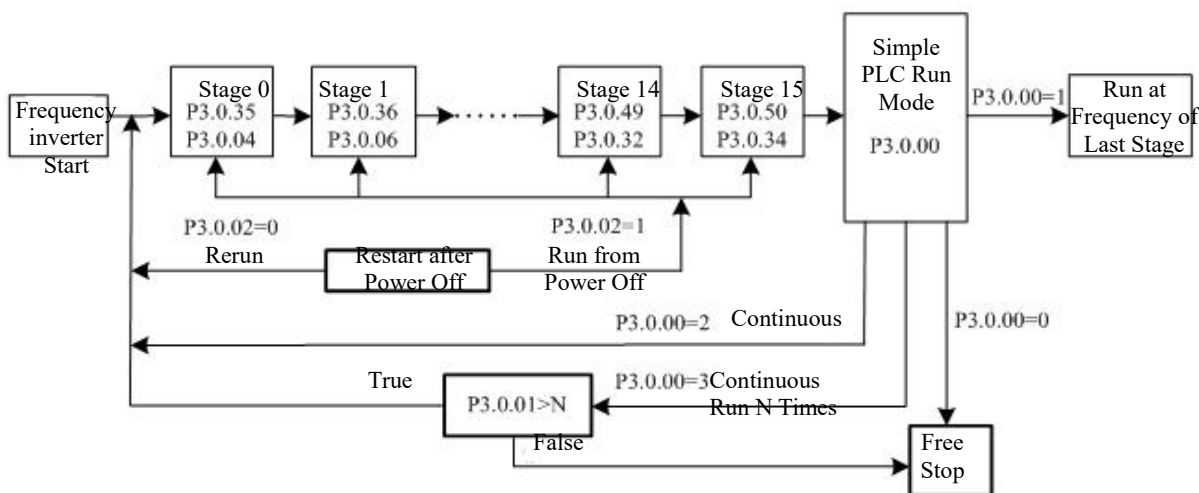 Simple
PLC Run
Mode
P3.0.00
Frequency
inverter
Start
Stage 0
P3.0.35
P3.0.04
Stage 1
P3.0.36
P3.0.06
Stage 14
P3.0.49
P3.0.32
Stage 15
P3.0.50
P3.0.34
P3.0.00=1
Run at
Frequency of
Last Stage
P3.0.02=0
Rerun
Restart after
Power Off
P3.0.02=1
Run from
Power Off
P3.0.00=2
Continuous
P3.0.00=0
True
P3.0.01>N
P3.0.00=3
Continuous
Run N Times
False
Free
Stop